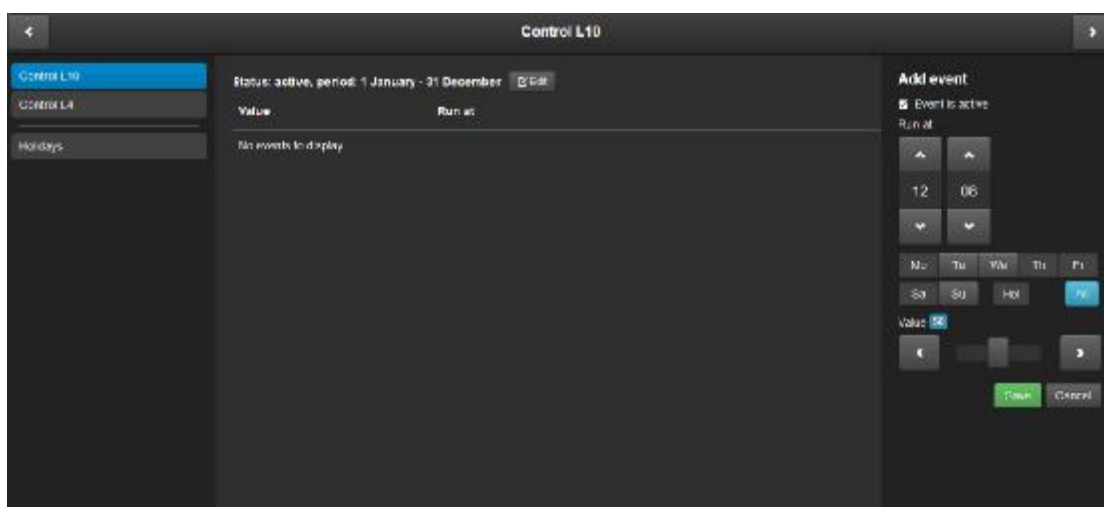 Control L10
Control L10
Control L4
Holidays
Status: active, period: 1 January - 31 December Edit
Value Run at
No events to display
Add event
Event is active
Run at
12 06
Mo Tu We Th Fr
Sa Su Hol All
Value 50
Save Cancel